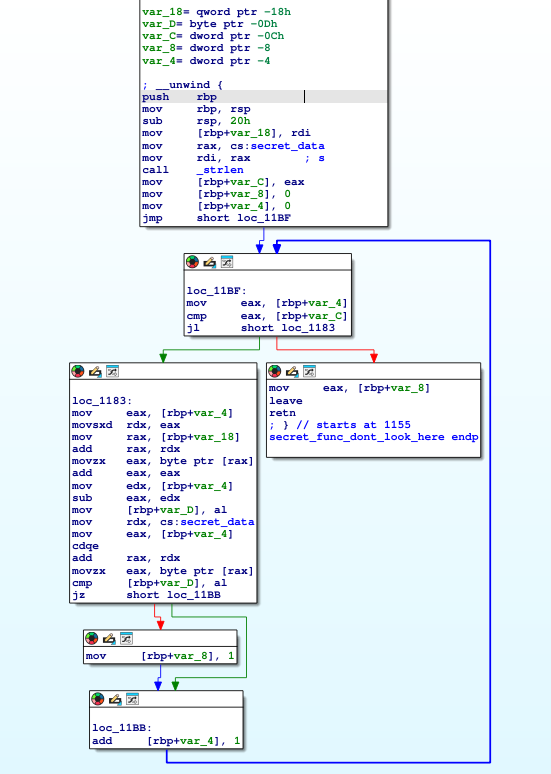 var_18= qword ptr -18h
var_D= byte ptr -0Dh
var_C= dword ptr -0Ch
var_8= dword ptr -8
var_4= dword ptr -4
; __unwind {
push rbp
mov rbp, rsp
sub rsp, 20h
mov [rbp+var_18], rdi
mov rax, cs:secret_data
mov rdi, rax ; s
call _strlen
mov [rbp+var_C], eax
mov [rbp+var_8], 0
mov [rbp+var_4], 0
jmp short loc_11BF
loc_11BF:
mov eax, [rbp+var_4]
cmp eax, [rbp+var_C]
jl short loc_1183
loc_1183:
mov eax, [rbp+var_4]
movsxd rdx, eax
mov rax, [rbp+var_18]
add rax, rdx
movzx eax, byte ptr [rax]
add eax, eax
mov edx, [rbp+var_4]
sub eax, edx
mov [rbp+var_D], al
mov rdx, cs:secret_data
mov eax, [rbp+var_4]
cdqe
add rax, rdx
movzx eax, byte ptr [rax]
cmp [rbp+var_D], al
jz short loc_11BB
mov eax, [rbp+var_8]
leave
retn
; } // starts at 1155
secret_func_dont_look_here endp
mov [rbp+var_8], 1
loc_11BB:
add [rbp+var_4], 1